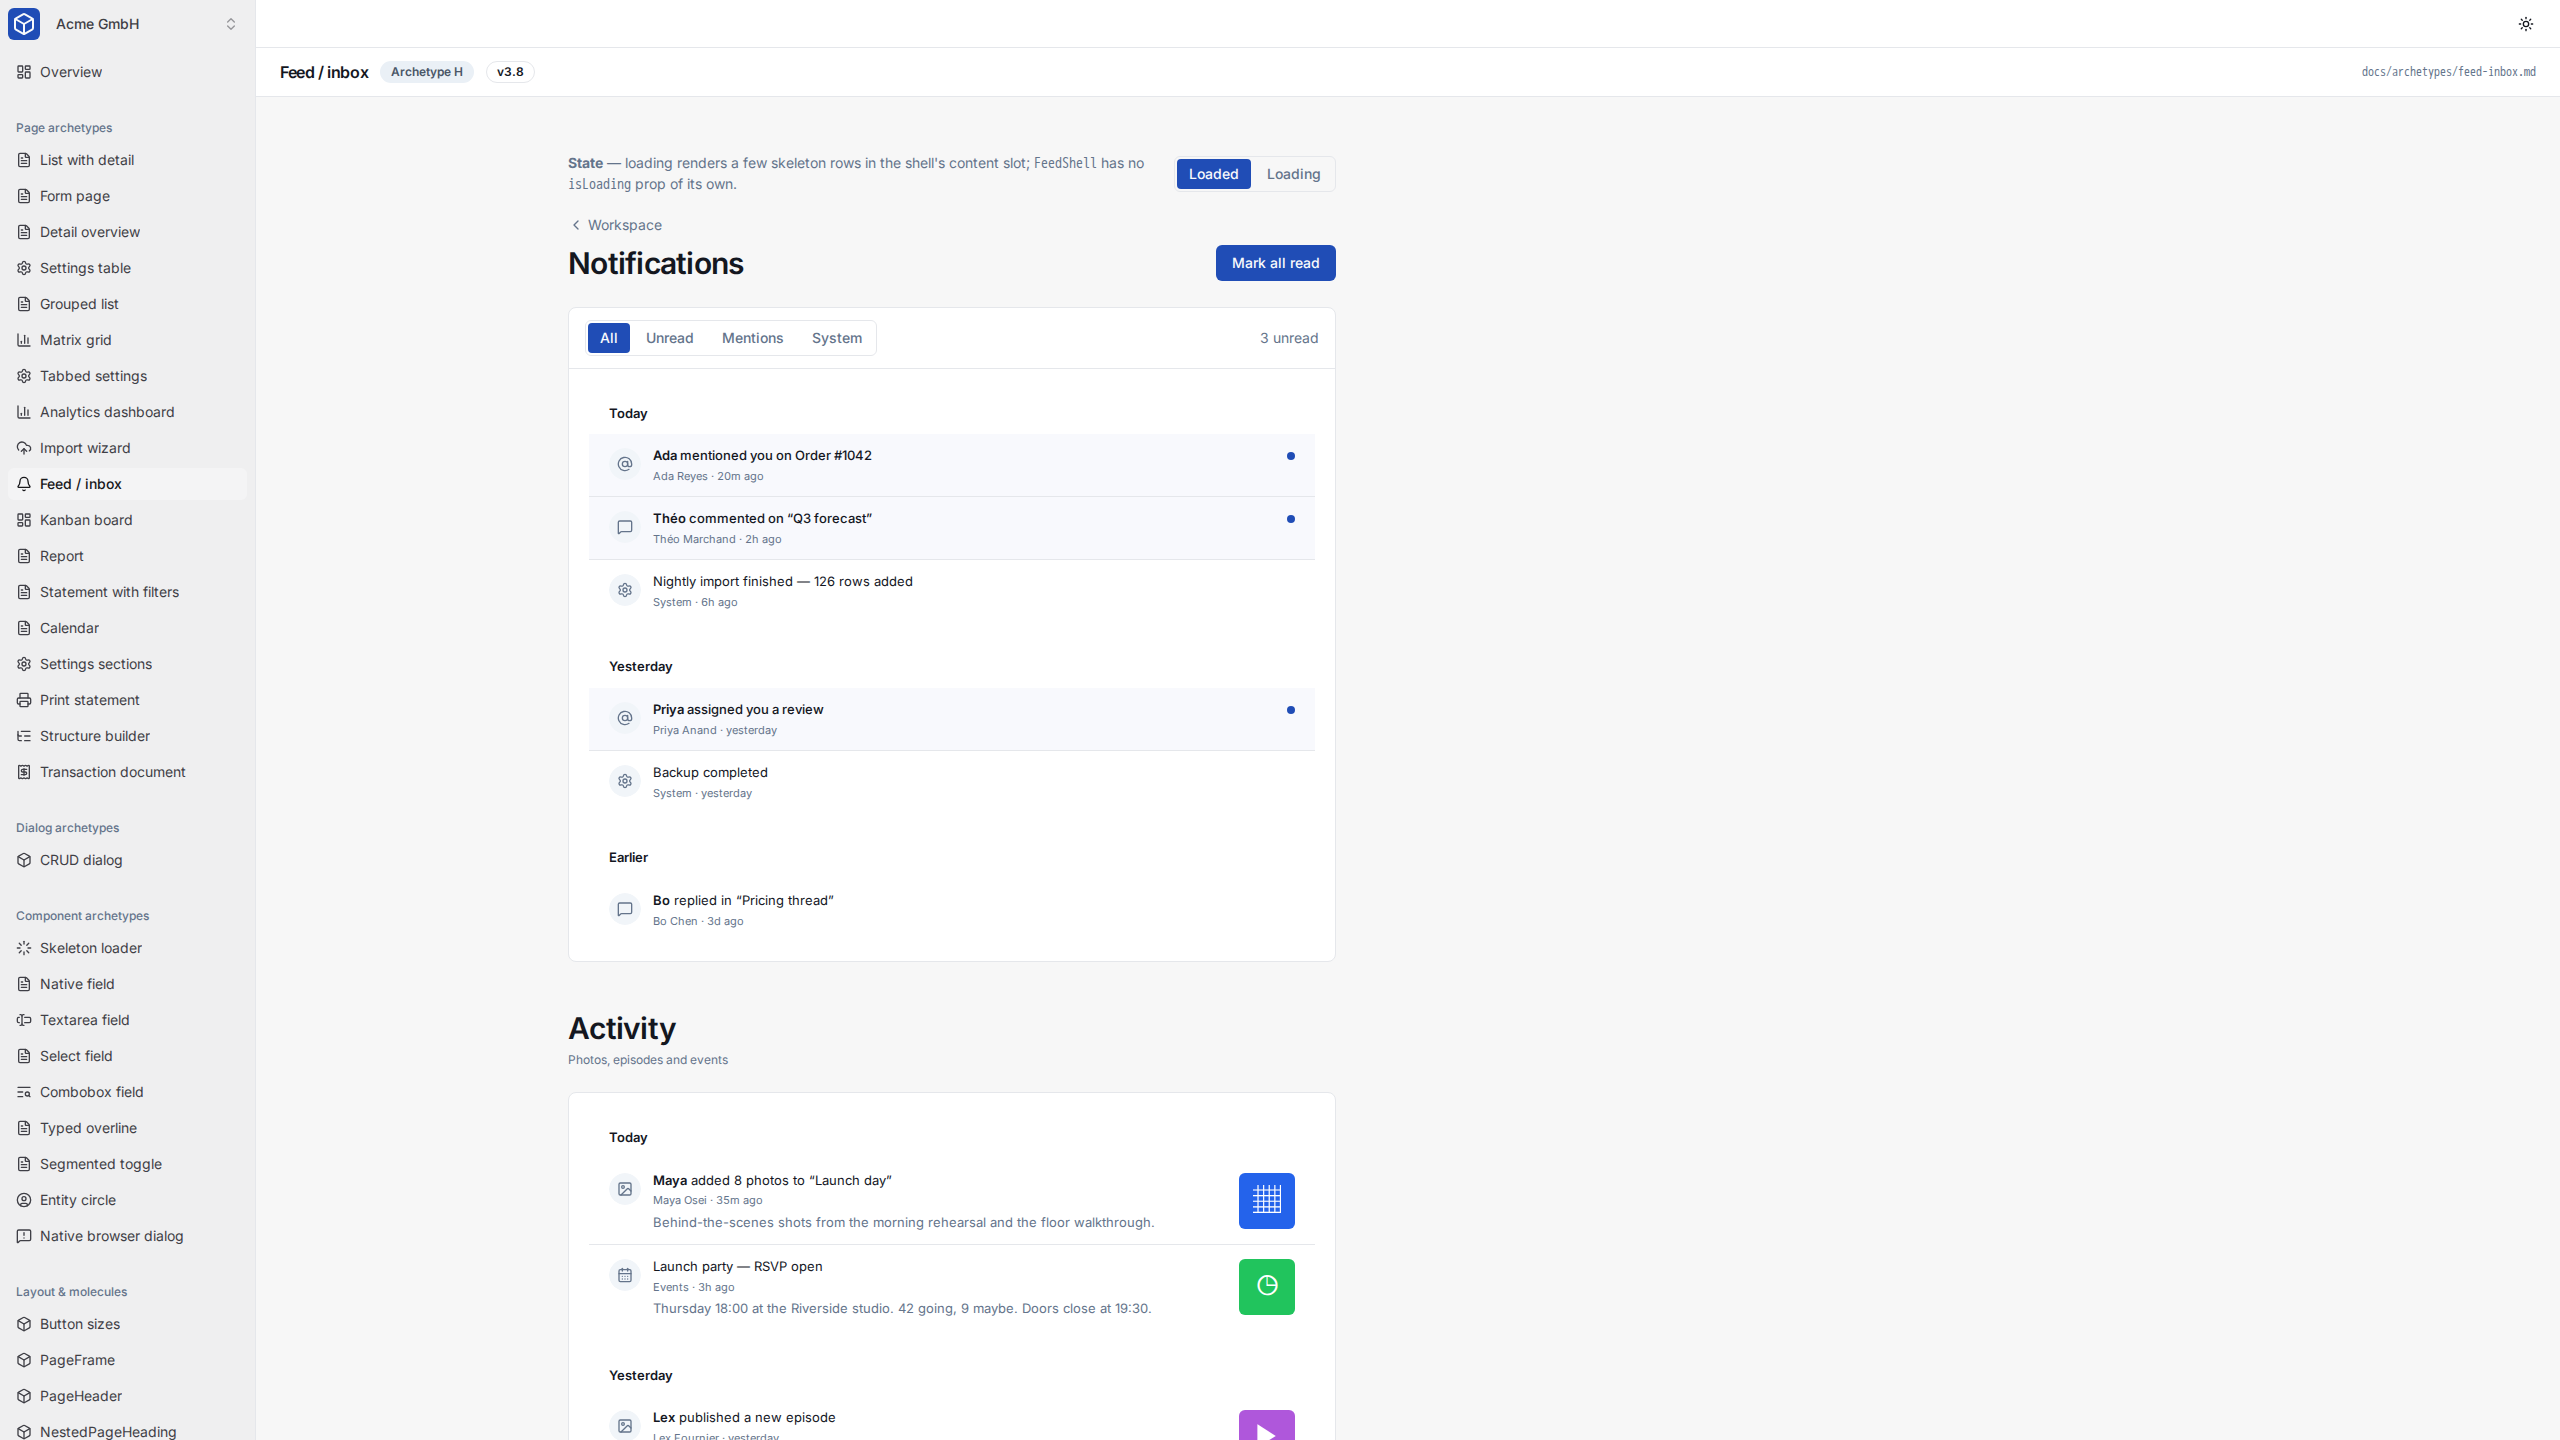 Acme GmbH
Overview
Page archetypes
List with detail
Form page
Detail overview
Settings table
Grouped list
Matrix grid
Tabbed settings
Analytics dashboard
Import wizard
Feed / inbox
Kanban board
Report
Statement with filters
Calendar
Settings sections
Print statement
Structure builder
Transaction document
Dialog archetypes
CRUD dialog
Component archetypes
Skeleton loader
Native field
Textarea field
Select field
Combobox field
Typed overline
Segmented toggle
Entity circle
Native browser dialog
Layout & molecules
Button sizes
PageFrame
PageHeader
NestedPageHeading
Feed / inbox Archetype H v3.8 docs/archetypes/feed-inbox.md
State — loading renders a few skeleton rows in the shell's content slot; FeedShell has no
isLoading prop of its own.
Loaded Loading
Workspace
Notifications Mark all read
All Unread Mentions System 3 unread
Today
Ada mentioned you on Order #1042
Ada Reyes · 20m ago
Théo commented on “Q3 forecast”
Théo Marchand · 2h ago
Nightly import finished — 126 rows added
System · 6h ago
Yesterday
Priya assigned you a review
Priya Anand · yesterday
Backup completed
System · yesterday
Earlier
Bo replied in “Pricing thread”
Bo Chen · 3d ago
Activity
Photos, episodes and events
Today
Maya added 8 photos to “Launch day”
Maya Osei · 35m ago
Behind-the-scenes shots from the morning rehearsal and the floor walkthrough.
Launch party — RSVP open
Events · 3h ago
Thursday 18:00 at the Riverside studio. 42 going, 9 maybe. Doors close at 19:30.
Yesterday
Lex published a new episode
Lex Fournier · yesterday